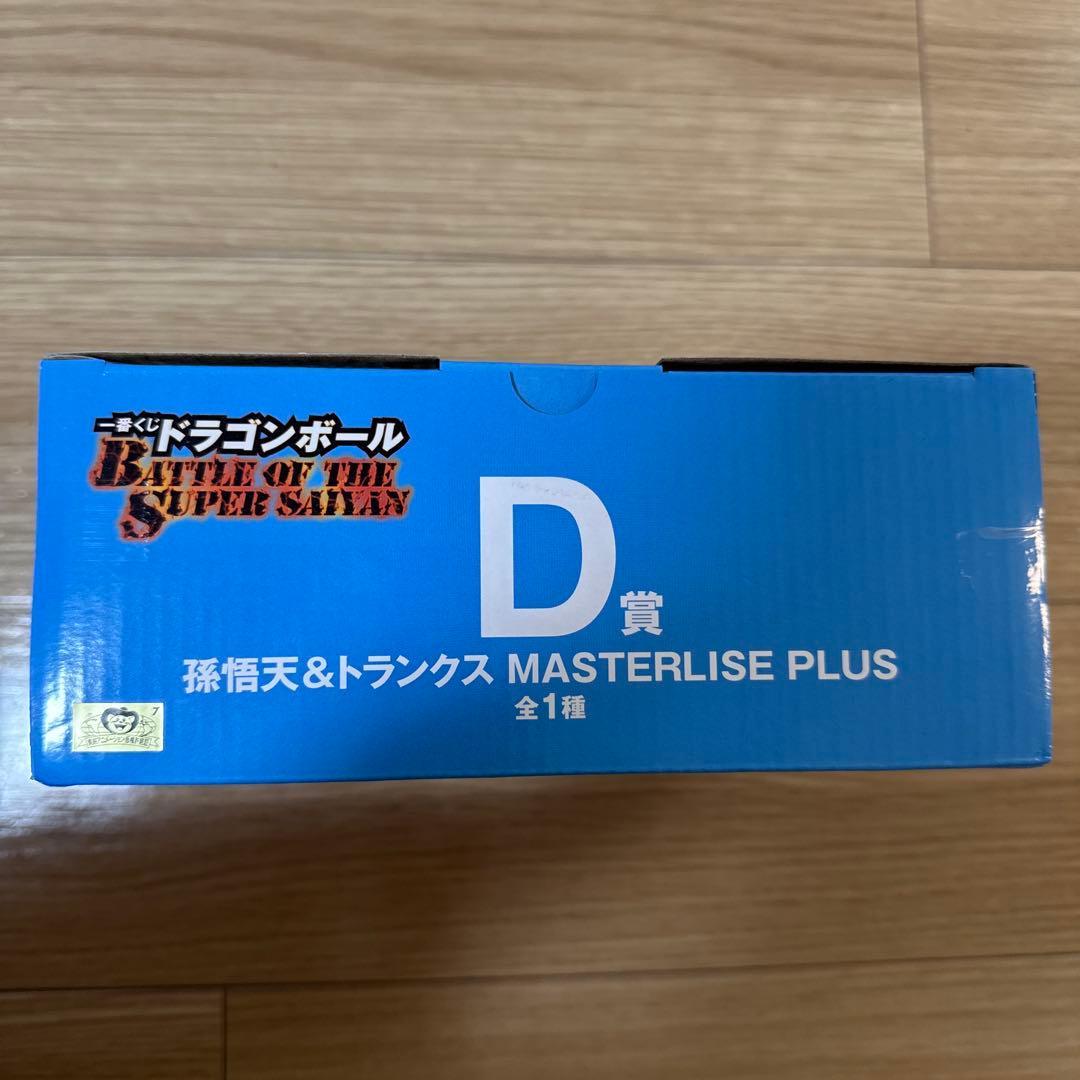 一番くじ ドラゴンボール
BATTLE OF THE
SUPER SAIYAN
D賞
孫悟天&トランクス MASTERLISE PLUS
全1種